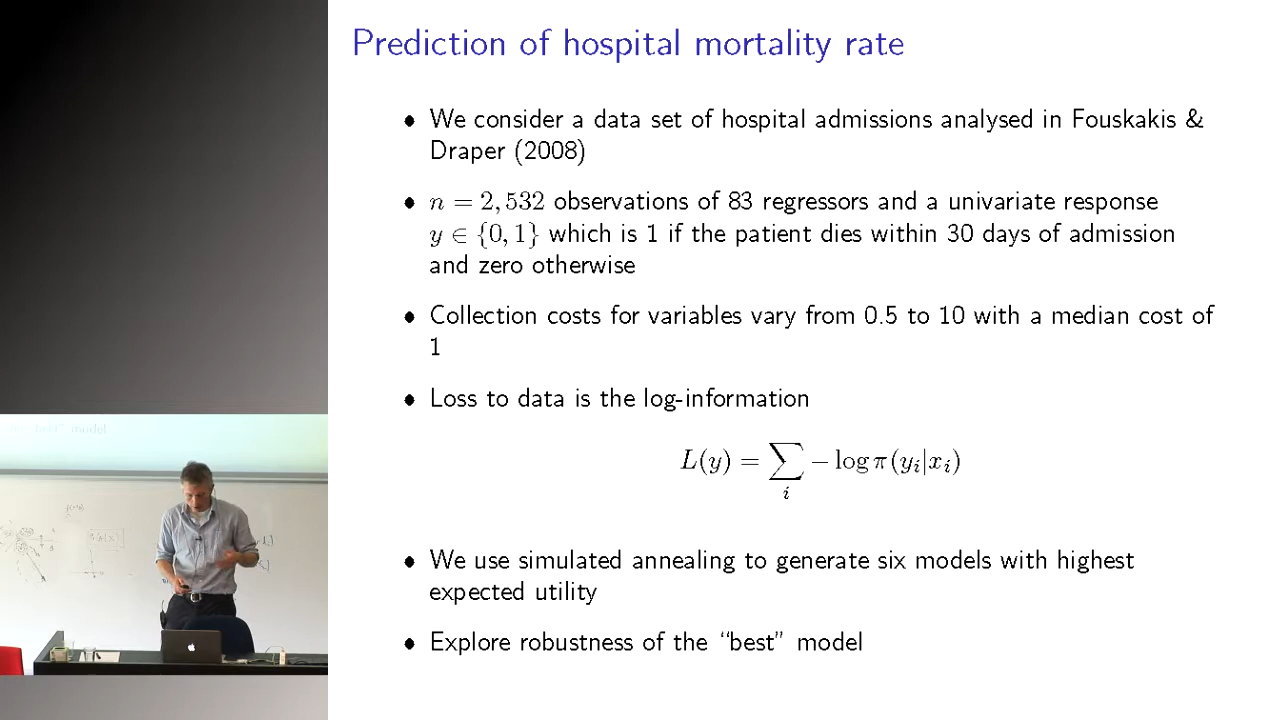 Prediction of hospital mortality rate
• We consider a data set of hospital admissions analysed in Fouskakis &
Draper (2008)
• n = 2, 532 observations of 83 regressors and a univariate response
y ∈ {0, 1} which is 1 if the patient dies within 30 days of admission
and zero otherwise
• Collection costs for variables vary from 0.5 to 10 with a median cost of
1
• Loss to data is the log-information
L(y) = ∑ᵢ − log π(yᵢ|xᵢ)
• We use simulated annealing to generate six models with highest
expected utility
• Explore robustness of the “best” model